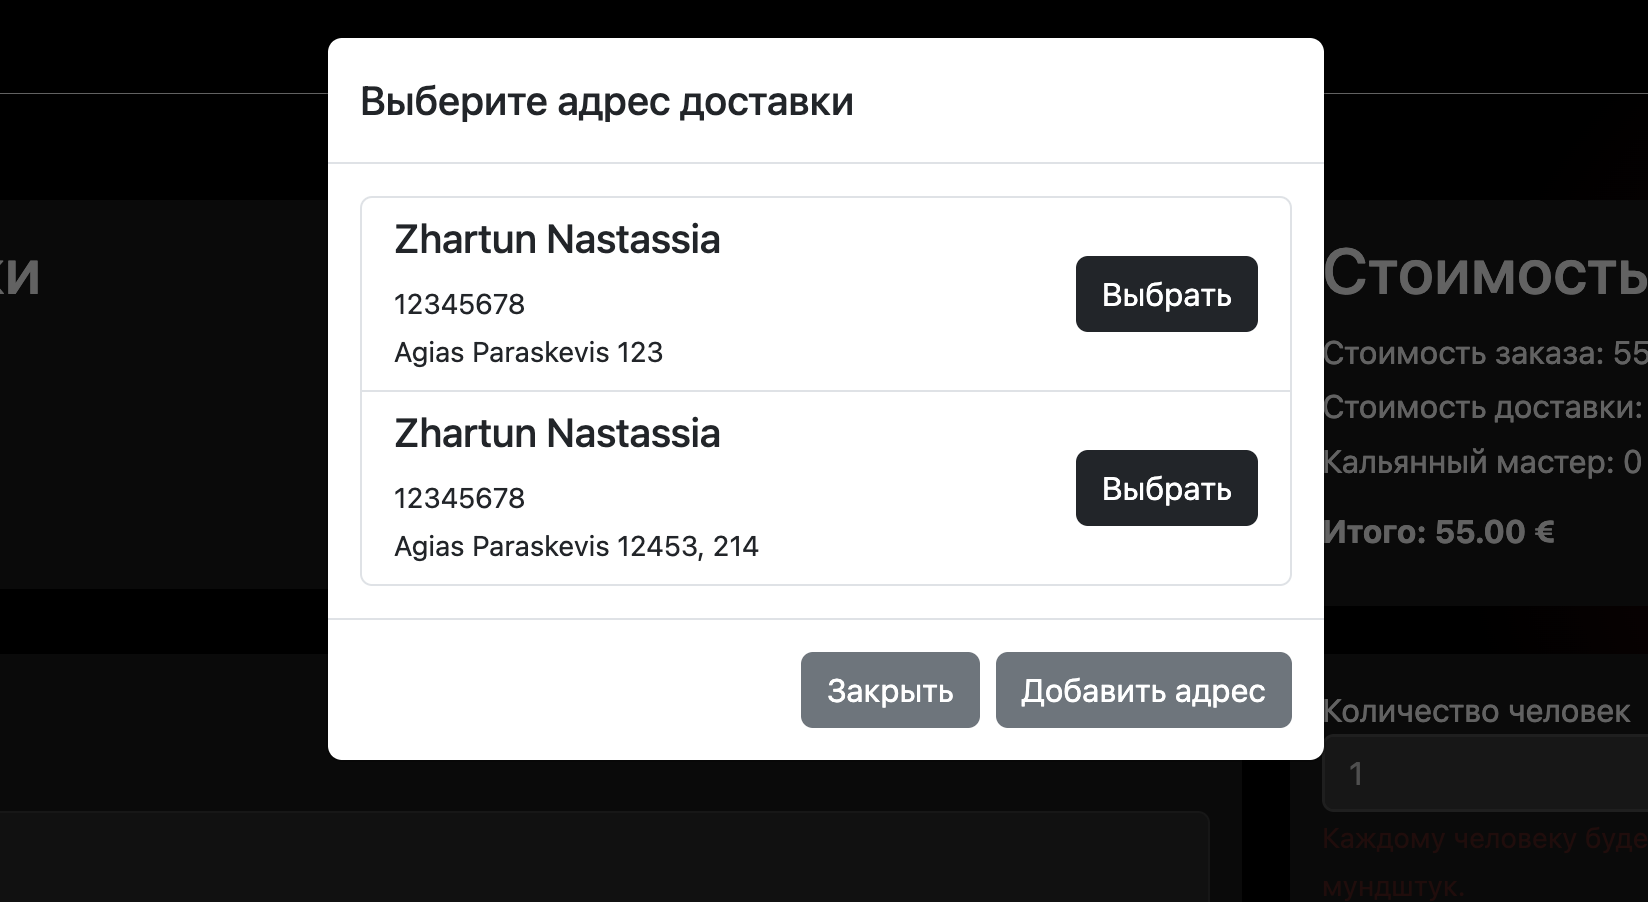 Выберите адрес доставки
Zhartun Nastassia
12345678
Agias Paraskevis 123
Выбрать
Zhartun Nastassia
12345678
Agias Paraskevis 12453, 214
Выбрать
Закрыть
Добавить адрес
ки
Стоимость
Стоимость заказа: 55
Стоимость доставки:
Кальянный мастер: 0
Итого: 55.00 €
Количество человек
1
Каждому человеку буде
мундштук.